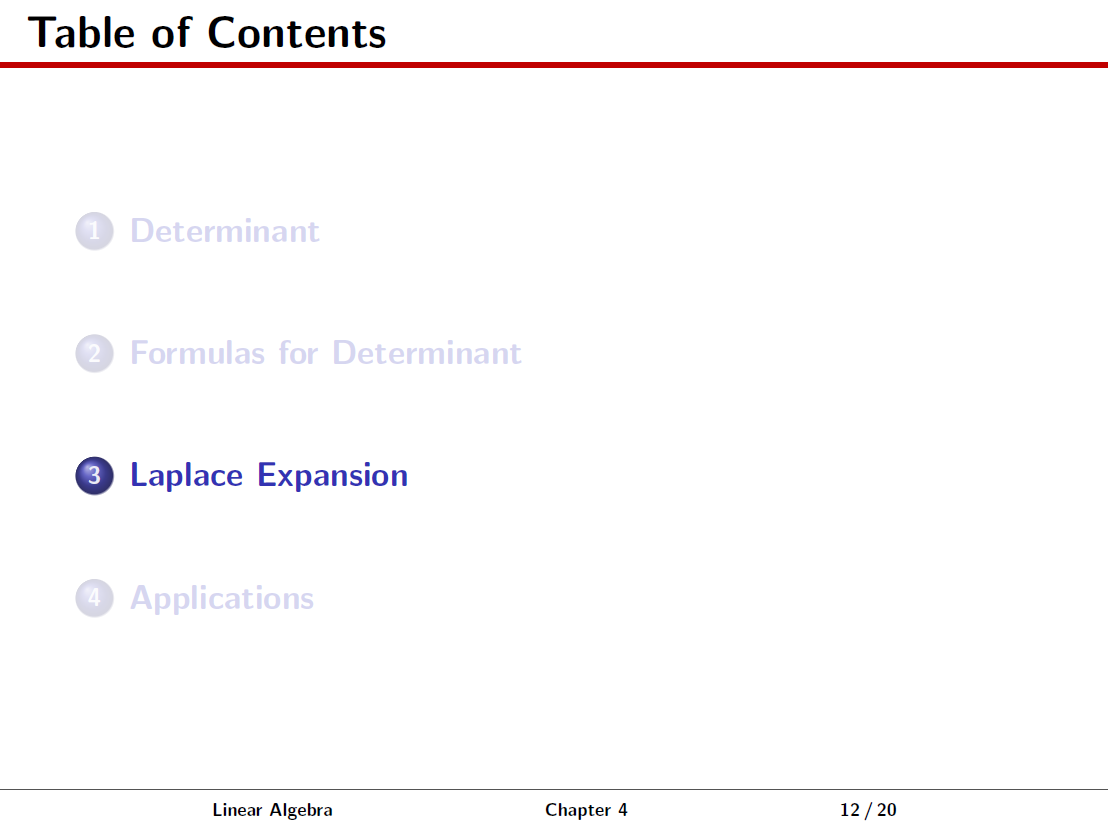 Table of Contents
1 Determinant
2 Formulas for Determinant
3 Laplace Expansion
4 Applications
Linear Algebra Chapter 4 12 / 20